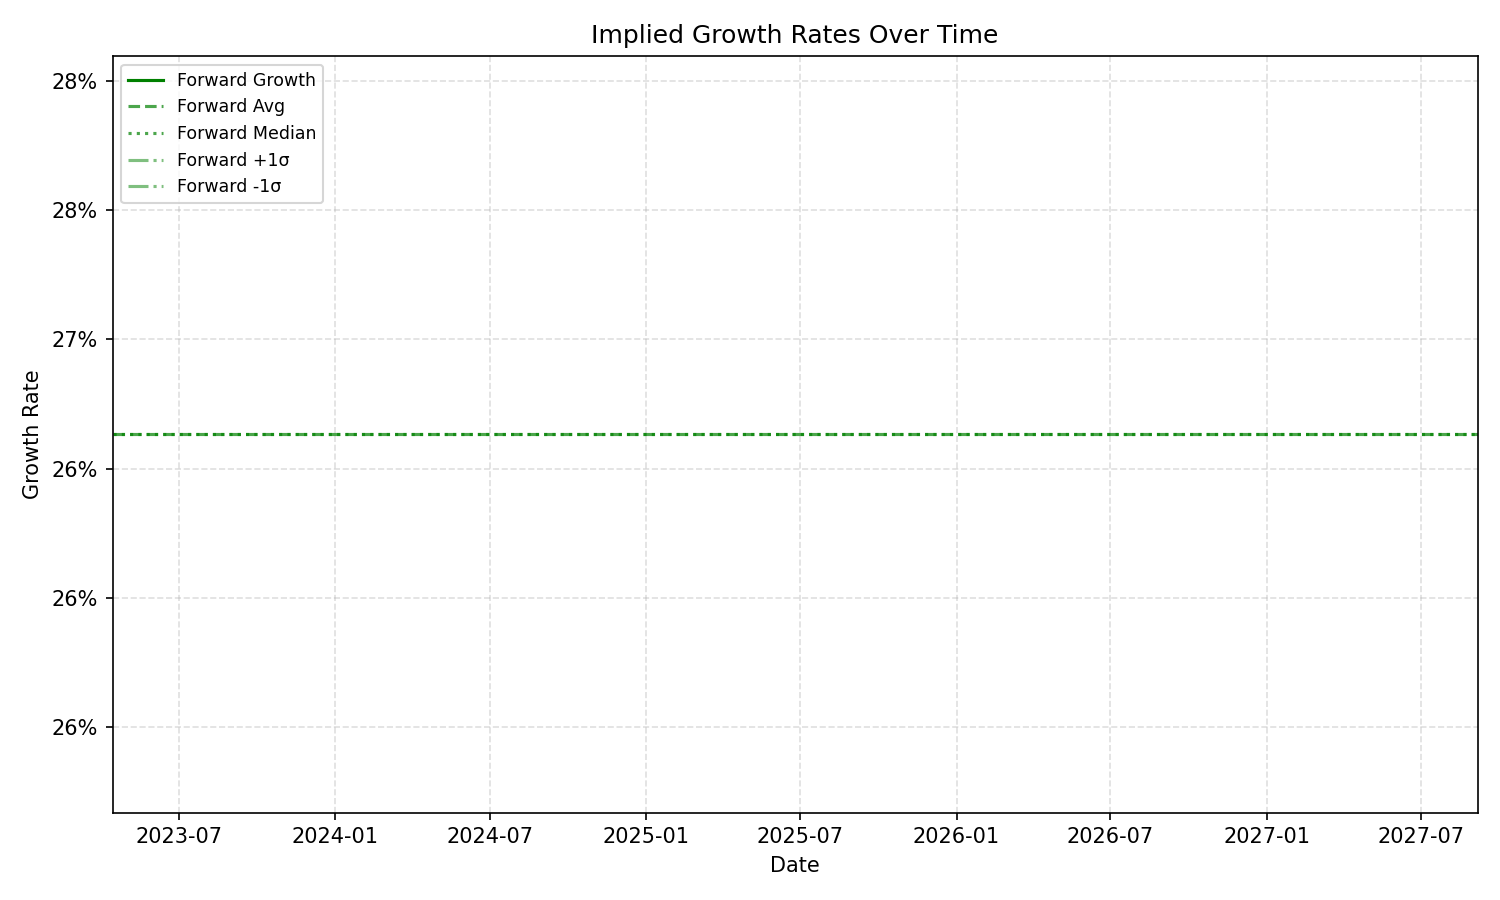 Implied Growth Rates Over Time
28%
28%
27%
26%
26%
26%
Growth Rate
Forward Growth
Forward Avg
Forward Median
Forward +1σ
Forward -1σ
2023-07 2024-01 2024-07 2025-01 2025-07 2026-01 2026-07 2027-01 2027-07
Date